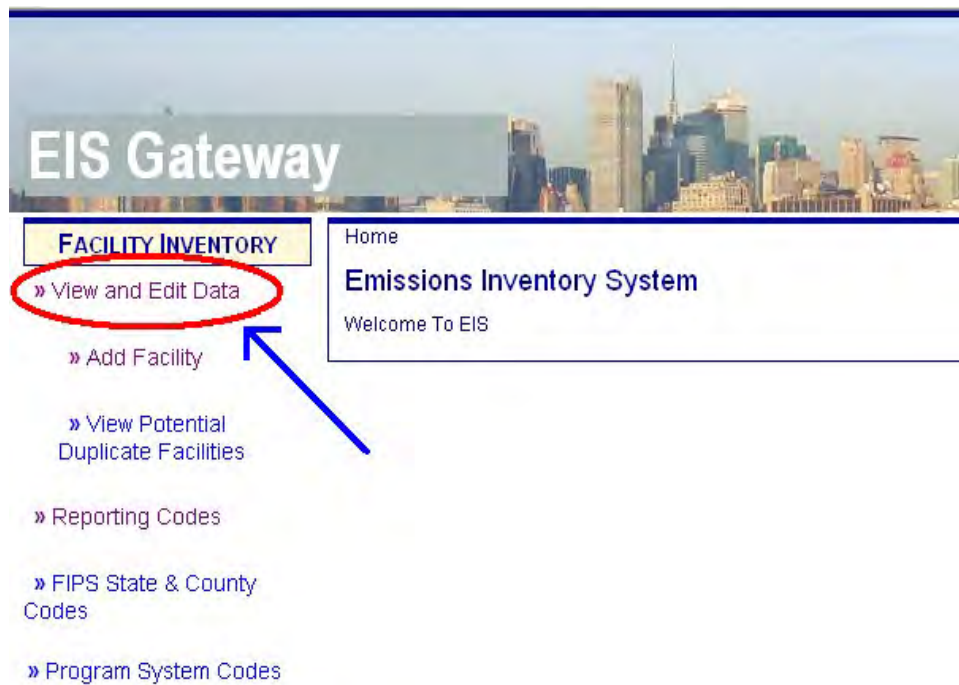 EIS Gateway
FACILITY INVENTORY
» View and Edit Data
» Add Facility
» View Potential
Duplicate Facilities
» Reporting Codes
» FIPS State & County
Codes
» Program System Codes
Home
Emissions Inventory System
Welcome To EIS